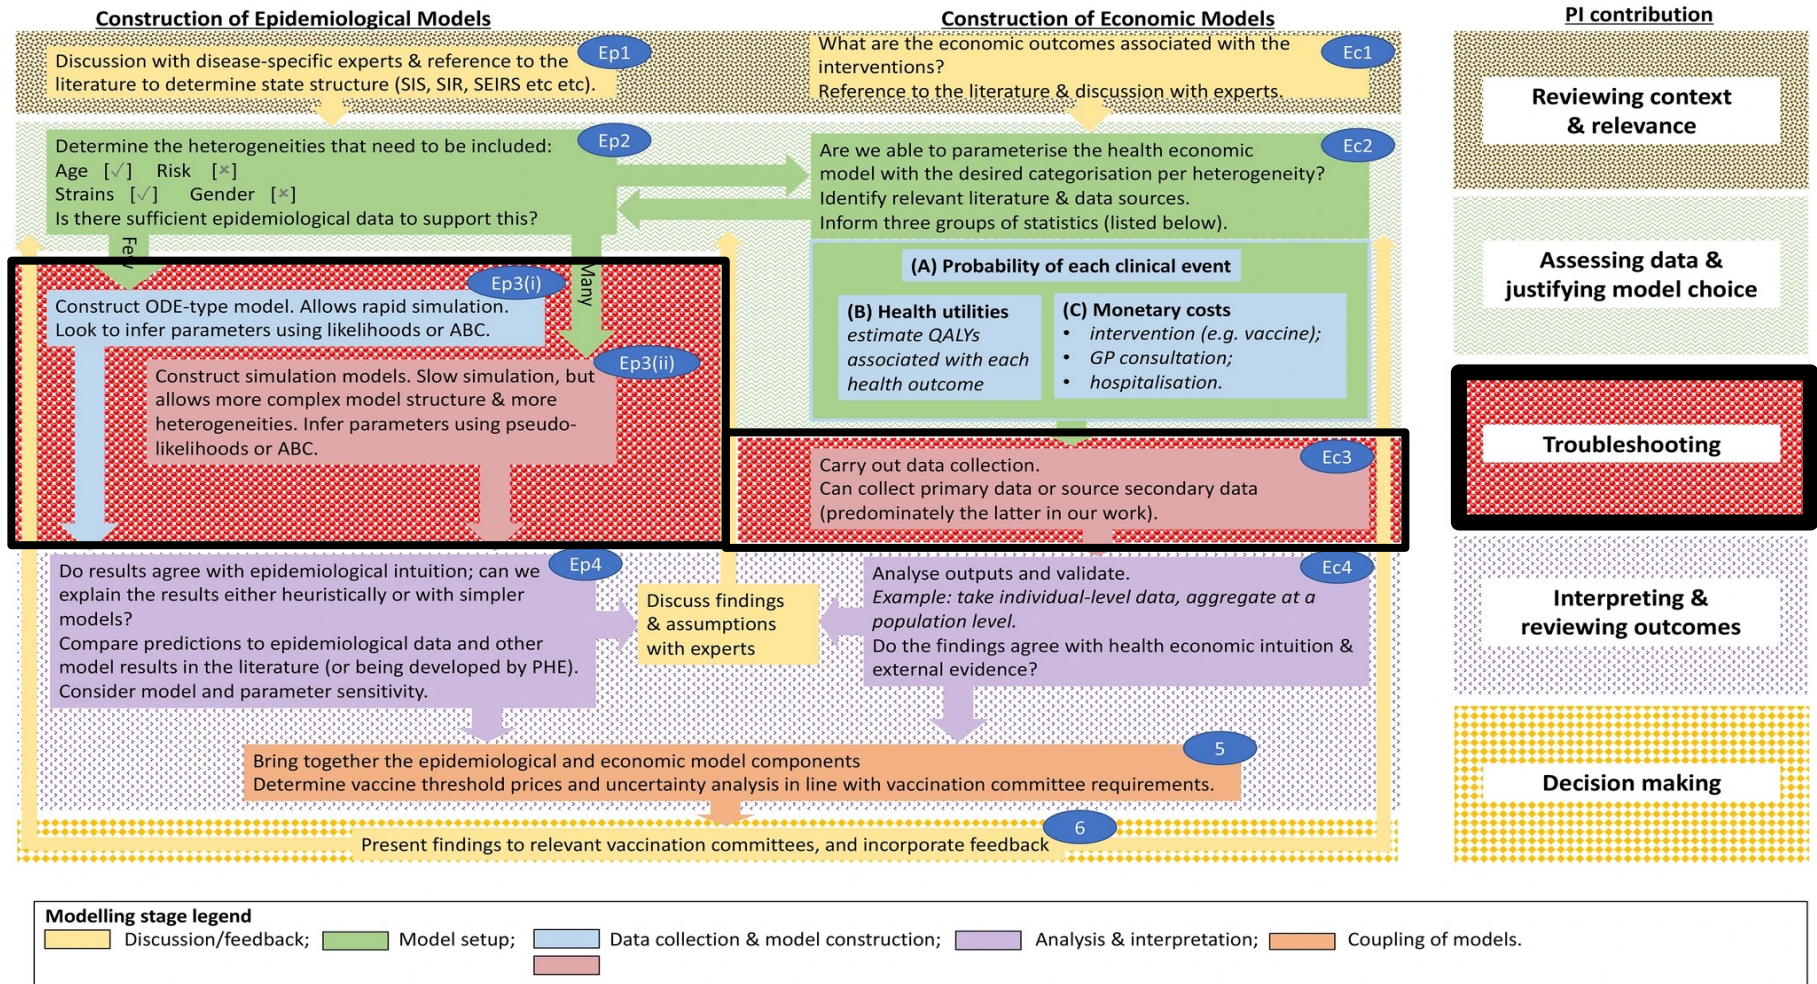 Construction of Epidemiological Models
Construction of Economic Models
PI contribution
Ep1
Discussion with disease-specific experts & reference to the
literature to determine state structure (SIS, SIR, SEIRS etc etc).
Ec1
What are the economic outcomes associated with the
interventions?
Reference to the literature & discussion with experts.
Reviewing context
& relevance
Ep2
Determine the heterogeneities that need to be included:
Age [✓] Risk [×]
Strains [✓] Gender [×]
Is there sufficient epidemiological data to support this?
Ec2
Are we able to parameterise the health economic
model with the desired categorisation per heterogeneity?
Identify relevant literature & data sources.
Inform three groups of statistics (listed below).
Assessing data &
justifying model choice
Few
Many
(A) Probability of each clinical event
(B) Health utilities
estimate QALYs
associated with each
health outcome
(C) Monetary costs
• intervention (e.g. vaccine);
• GP consultation;
• hospitalisation.
Ep3(i)
Construct ODE-type model. Allows rapid simulation.
Look to infer parameters using likelihoods or ABC.
Ep3(ii)
Construct simulation models. Slow simulation, but
allows more complex model structure & more
heterogeneities. Infer parameters using pseudo-
likelihoods or ABC.
Ec3
Carry out data collection.
Can collect primary data or source secondary data
(predominately the latter in our work).
Troubleshooting
Ep4
Do results agree with epidemiological intuition; can we
explain the results either heuristically or with simpler
models?
Compare predictions to epidemiological data and other
model results in the literature (or being developed by PHE).
Consider model and parameter sensitivity.
Discuss findings
& assumptions
with experts
Ec4
Analyse outputs and validate.
Example: take individual-level data, aggregate at a
population level.
Do the findings agree with health economic intuition &
external evidence?
Interpreting &
reviewing outcomes
5
Bring together the epidemiological and economic model components
Determine vaccine threshold prices and uncertainty analysis in line with vaccination committee requirements.
6
Present findings to relevant vaccination committees, and incorporate feedback
Decision making
Modelling stage legend
Discussion/feedback; Model setup; Data collection & model construction; Analysis & interpretation; Coupling of models.